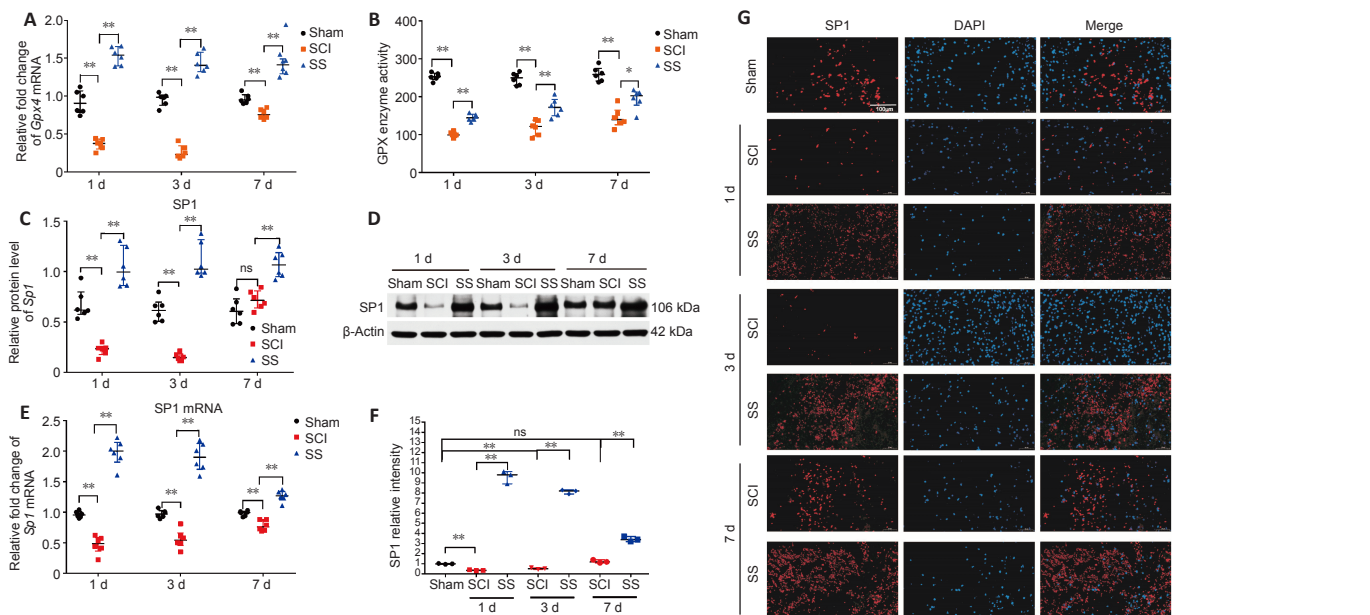 A
Relative fold change
of Gpx4 mRNA
2.0
1.5
1.0
0.5
0
**
**
**
**
**
**
1 d
3 d
7 d
Sham
SCI
SS
B
GPX enzyme activity
400
300
200
100
0
**
**
**
**
**
*
1 d
3 d
7 d
Sham
SCI
SS
C
SP1
Relative protein level
of Sp1
1.5
1.0
0.5
0
**
**
**
**
ns
**
1 d
3 d
7 d
Sham
SCI
SS
D
1 d
3 d
7 d
Sham SCI SS Sham SCI SS Sham SCI SS
SP1
106 kDa
β-Actin
42 kDa
E
SP1 mRNA
Relative fold change of
Sp1 mRNA
2.5
2.0
1.5
1.0
0.5
0
**
**
**
**
**
**
1 d
3 d
7 d
Sham
SCI
SS
F
SP1 relative intensity
15
14
13
12
11
10
9
8
7
6
5
4
3
2
1
0
ns
**
**
**
**
**
Sham SCI SS SCI SS SCI SS
1 d
3 d
7 d
G
SP1
DAPI
Merge
Sham
100μm
1 d
SCI
SS
3 d
SCI
SS
7 d
SCI
SS